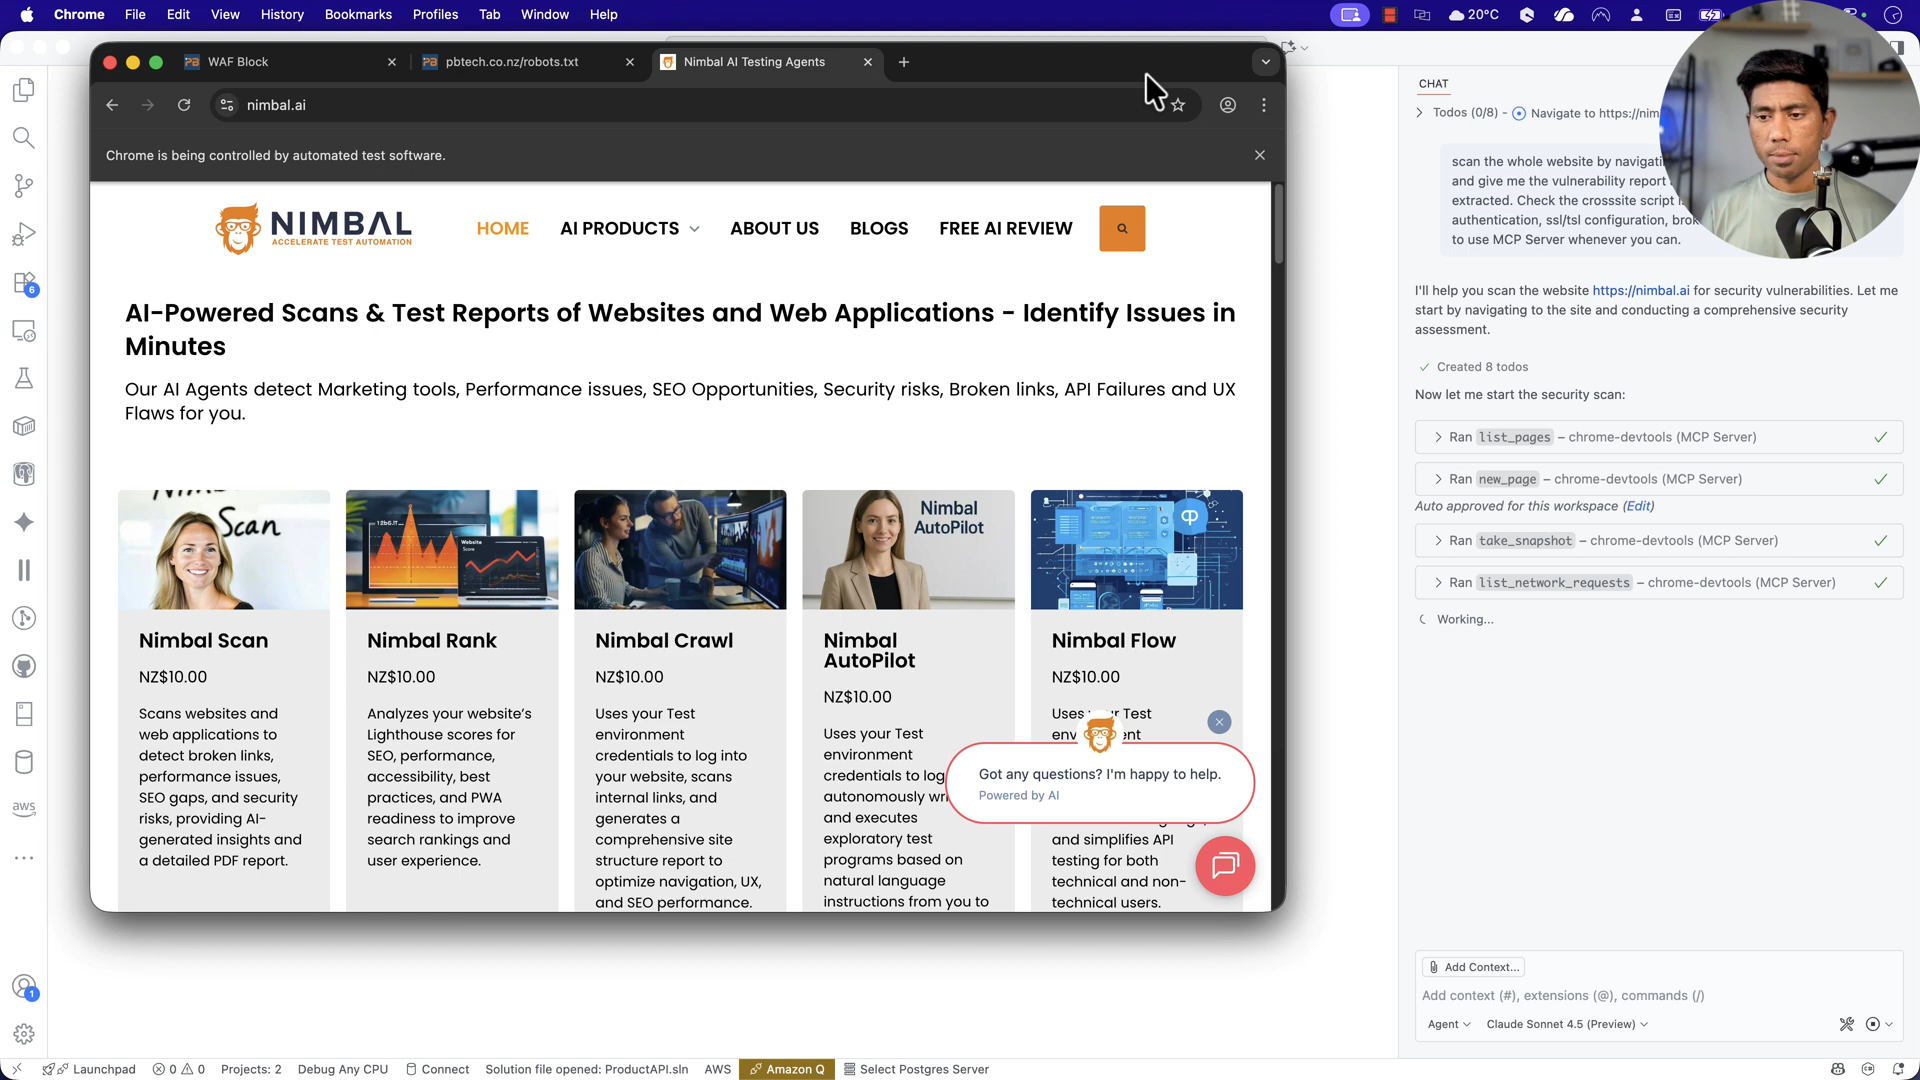 Chrome File Edit View History Bookmarks Profiles Tab Window Help
20°C
WAF Block
pbtech.co.nz/robots.txt
Nimbal AI Testing Agents
nimbal.ai
Chrome is being controlled by automated test software.
NIMBAL
ACCELERATE TEST AUTOMATION
HOME
AI PRODUCTS
ABOUT US
BLOGS
FREE AI REVIEW
AI-Powered Scans & Test Reports of Websites and Web Applications - Identify Issues in
Minutes
Our AI Agents detect Marketing tools, Performance issues, SEO Opportunities, Security risks, Broken links, API Failures and UX
Flaws for you.
Scan
Website
Score
Nimbal
AutoPilot
Nimbal Scan
NZ$10.00
Scans websites and
web applications to
detect broken links,
performance issues,
SEO gaps, and security
risks, providing AI-
generated insights and
a detailed PDF report.
Nimbal Rank
NZ$10.00
Analyzes your website's
Lighthouse scores for
SEO, performance,
accessibility, best
practices, and PWA
readiness to improve
search rankings and
user experience.
Nimbal Crawl
NZ$10.00
Uses your Test
environment
credentials to log into
your website, scans
internal links, and
generates a
comprehensive site
structure report to
optimize navigation, UX,
and SEO performance.
Nimbal
AutoPilot
NZ$10.00
Uses your Test
environment
credentials to log
autonomously
and executes
exploratory test
programs based on
natural language
instructions from you to
Nimbal Flow
NZ$10.00
Test
and simplifies API
testing for both
technical and non-
technical users.
Got any questions? I'm happy to help.
Powered by AI
CHAT
Todos (0/8) - Navigate to https://nim
scan the whole website by
and give me the vulnerability report
extracted. Check the crosssite script
authentication, ssl/tsl configuration,
to use MCP Server whenever you can.
I'll help you scan the website https://nimbal.ai for security vulnerabilities. Let me
start by navigating to the site and conducting a comprehensive security
assessment.
Created 8 todos
Now let me start the security scan:
Ran list_pages – chrome-devtools (MCP Server)
Ran new_page – chrome-devtools (MCP Server)
Auto approved for this workspace (Edit)
Ran take_snapshot – chrome-devtools (MCP Server)
Ran list_network_requests – chrome-devtools (MCP Server)
Working...
Add Context...
Add context (#), extensions (@), commands (/)
Agent
Claude Sonnet 4.5 (Preview)
6
aws
1
Launchpad
0 0
Projects: 2
Debug Any CPU
Connect
Solution file opened: ProductAPI.sln
AWS
Amazon Q
Select Postgres Server